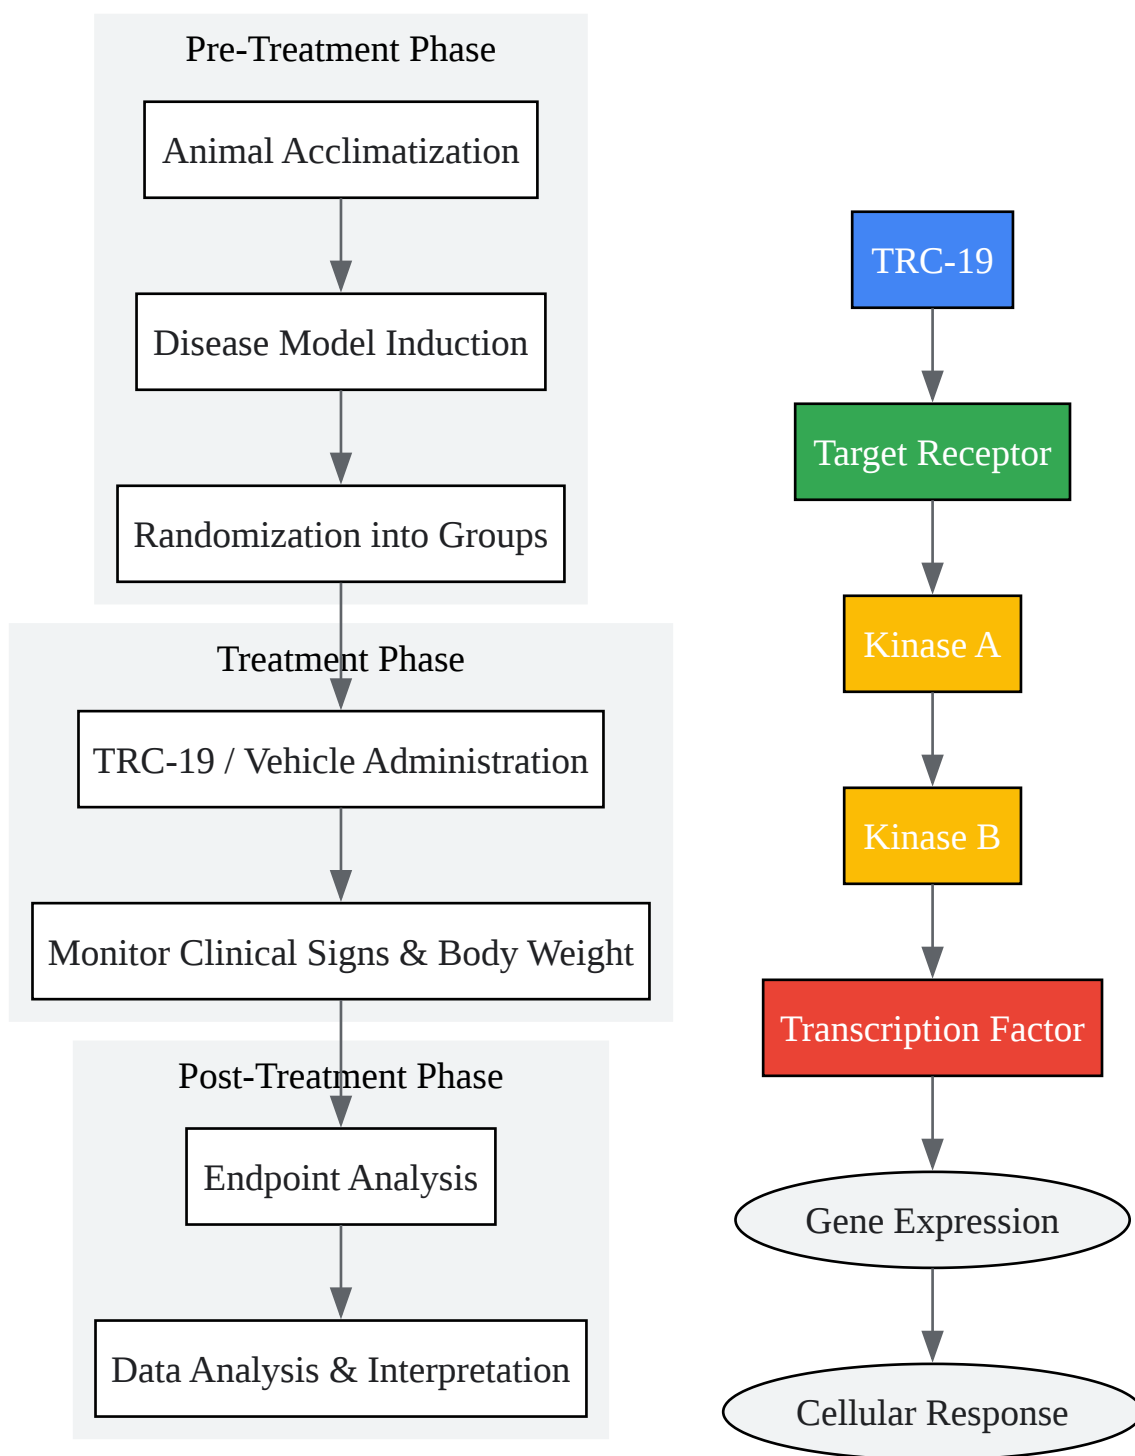 Pre-Treatment Phase
Animal Acclimatization
Disease Model Induction
Randomization into Groups
Treatment Phase
TRC-19 / Vehicle Administration
Monitor Clinical Signs & Body Weight
Post-Treatment Phase
Endpoint Analysis
Data Analysis & Interpretation
TRC-19
Target Receptor
Kinase A
Kinase B
Transcription Factor
Gene Expression
Cellular Response